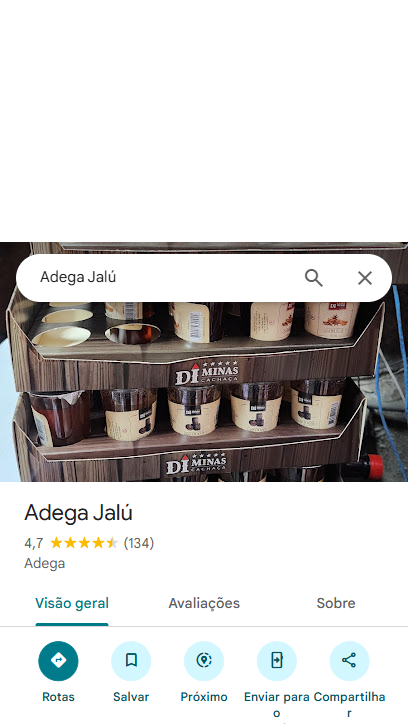 Adega Jalú
DI MINAS
CACHAÇA
DI MINAS
CACHAÇA
Adega Jalú
4,7 (134)
Adega
Visão geral Avaliações Sobre
Rotas Salvar Próximo Enviar para o Compartilhar